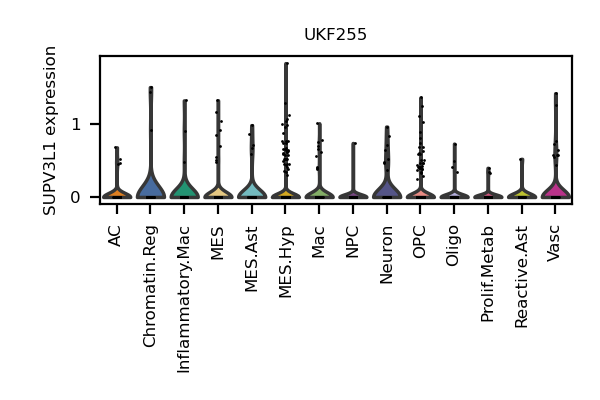 UKF255
SUPV3L1 expression
1
0
AC
Chromatin.Reg
Inflammatory.Mac
MES
MES.Ast
MES.Hyp
Mac
NPC
Neuron
OPC
Oligo
Prolif.Metab
Reactive.Ast
Vasc